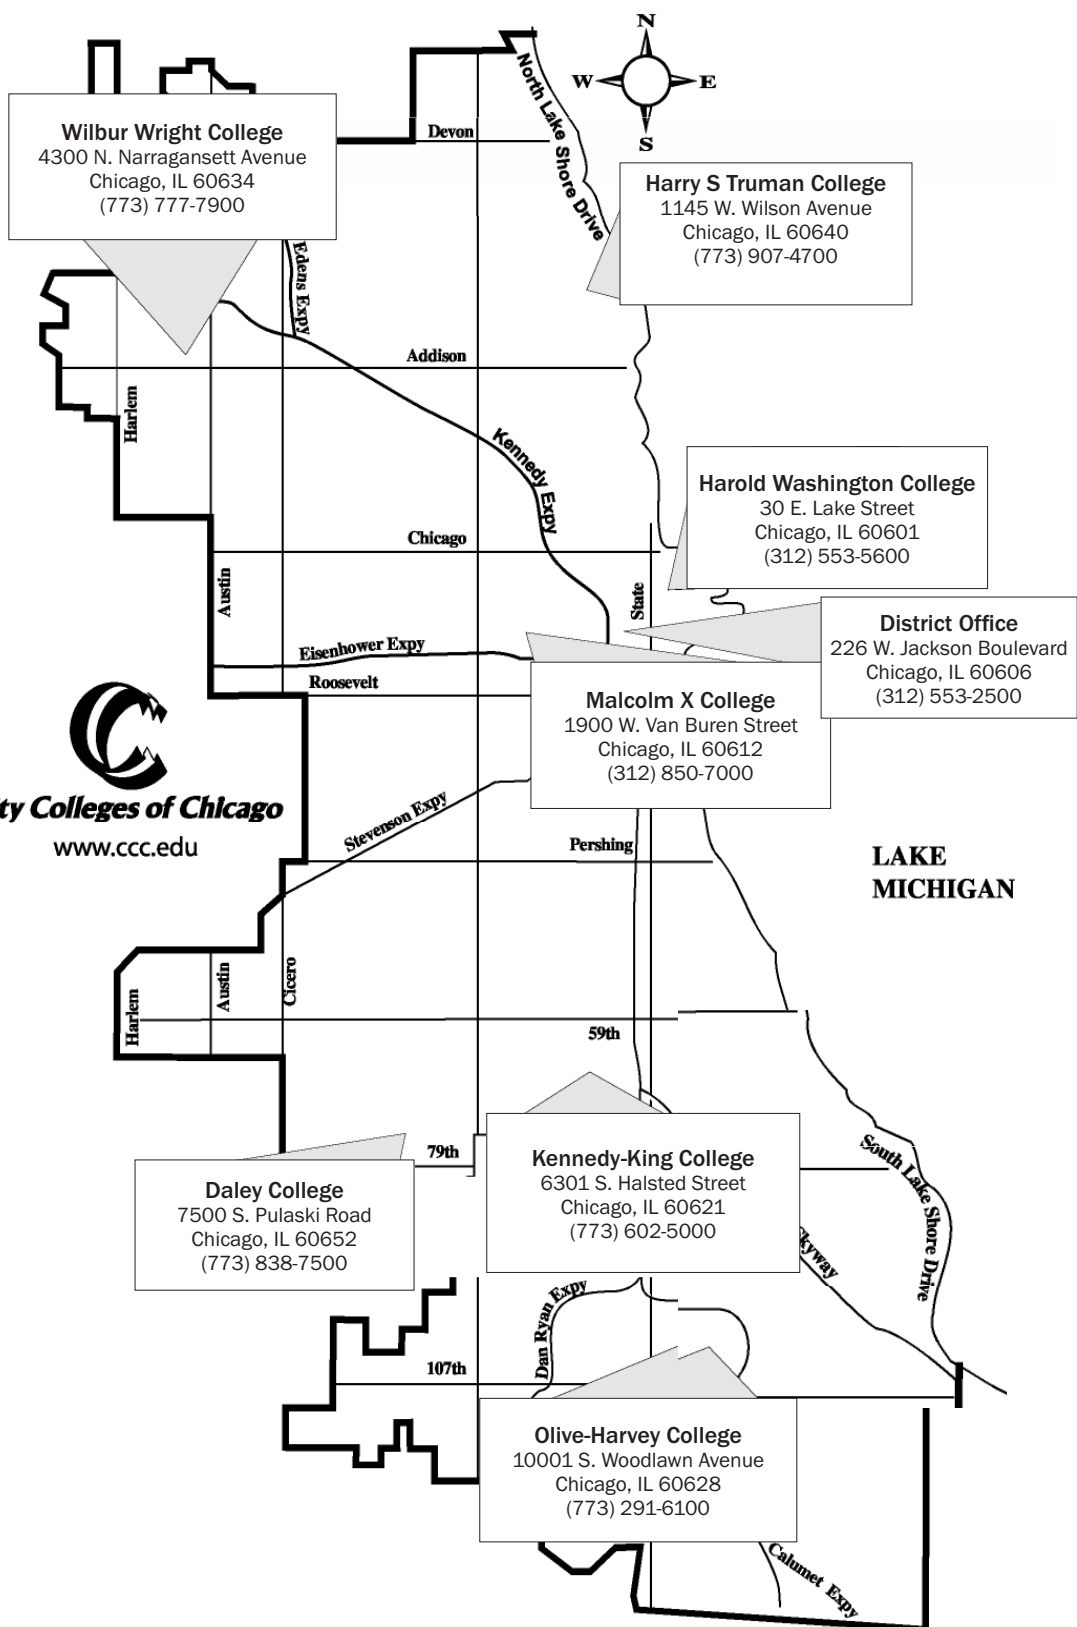 N
W E
S
Devon
North Lake Shore Drive
Wilbur Wright College
4300 N. Narragansett Avenue
Chicago, IL 60634
(773) 777-7900
Harry S Truman College
1145 W. Wilson Avenue
Chicago, IL 60640
(773) 907-4700
Edens Expy
Addison
Harlem
Kennedy Expy
Harold Washington College
30 E. Lake Street
Chicago, IL 60601
(312) 553-5600
Chicago
Austin
State
District Office
226 W. Jackson Boulevard
Chicago, IL 60606
(312) 553-2500
Eisenhower Expy
Roosevelt
Malcolm X College
1900 W. Van Buren Street
Chicago, IL 60612
(312) 850-7000
ty Colleges of Chicago
www.ccc.edu
Stevenson Expy
Pershing
LAKE
MICHIGAN
Harlem
Austin
Cicero
59th
79th
Kennedy-King College
6301 S. Halsted Street
Chicago, IL 60621
(773) 602-5000
South Lake Shore Drive
Daley College
7500 S. Pulaski Road
Chicago, IL 60652
(773) 838-7500
Skyway
Dan Ryan Expy
107th
Olive-Harvey College
10001 S. Woodlawn Avenue
Chicago, IL 60628
(773) 291-6100
Calumet Expy